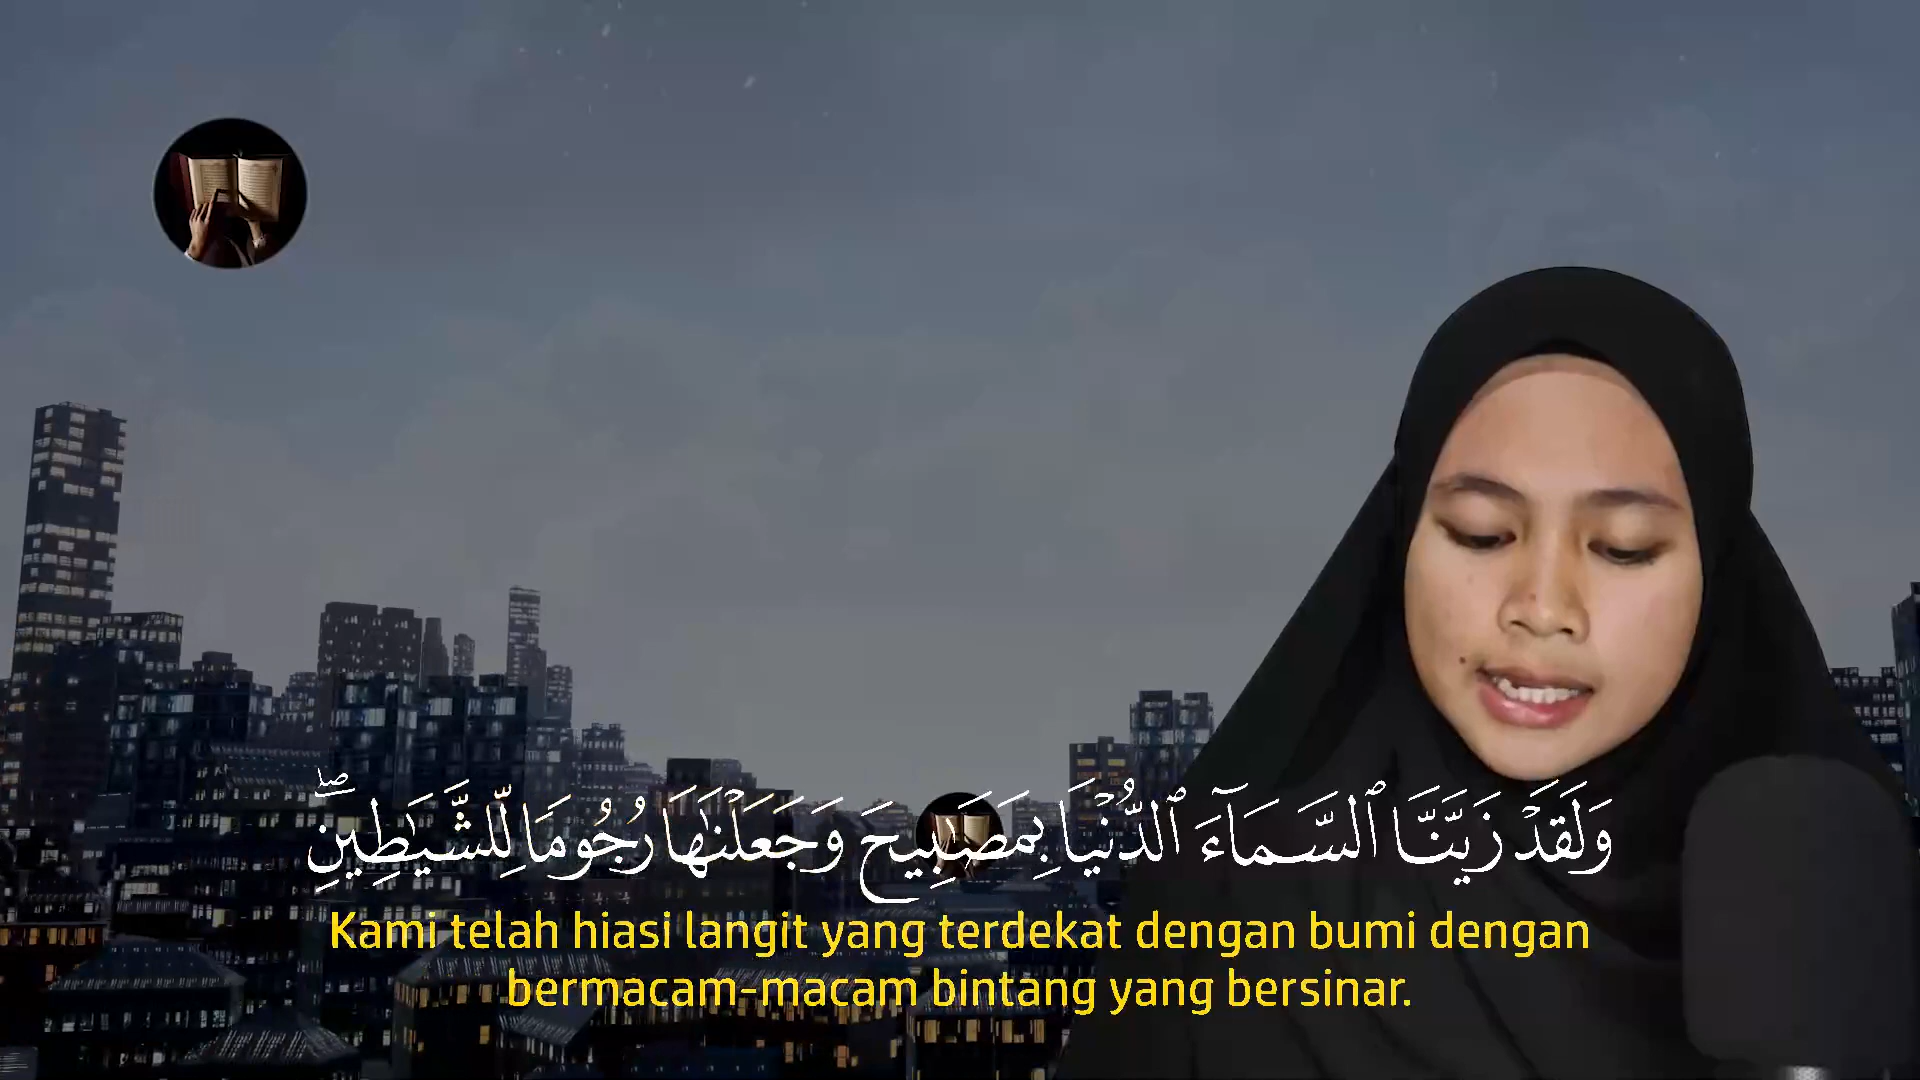 وَلَقَدْ زَيَّنَّا ٱلسَّمَآءَ ٱلدُّنْيَا بِمَصَٰبِيحَ وَجَعَلْنَٰهَا رُجُومًا لِّلشَّيَٰطِينِ ۖ
Kami telah hiasi langit yang terdekat dengan bumi dengan
bermacam-macam bintang yang bersinar.